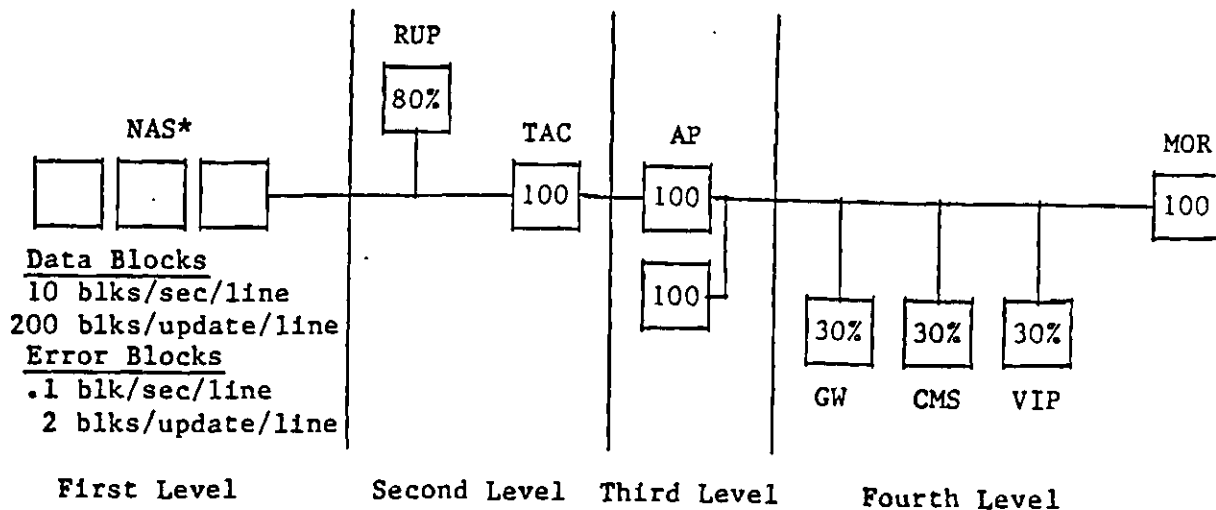 RUP
80%
NAS*
TAC
AP
MOR
100
100
100
100
Data Blocks
10 blks/sec/line
200 blks/update/line
Error Blocks
.1 blk/sec/line
2 blks/update/line
30%
30%
30%
GW
CMS
VIP
First Level
Second Level
Third Level
Fourth Level